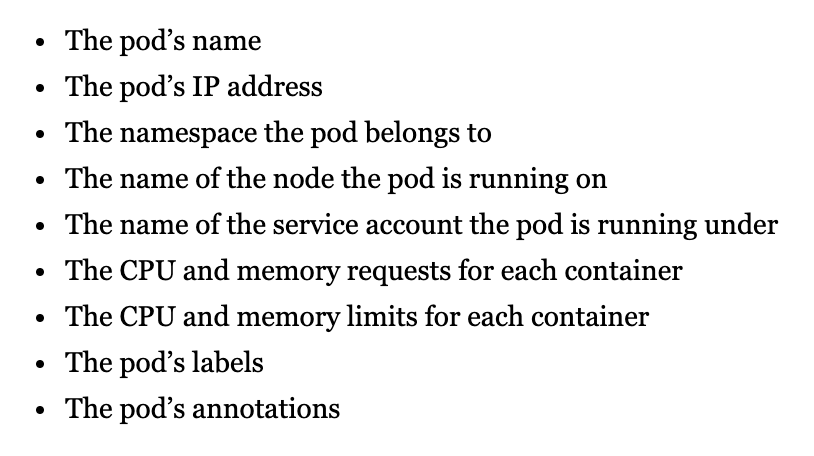 • The pod’s name
• The pod’s IP address
• The namespace the pod belongs to
• The name of the node the pod is running on
• The name of the service account the pod is running under
• The CPU and memory requests for each container
• The CPU and memory limits for each container
• The pod’s labels
• The pod’s annotations